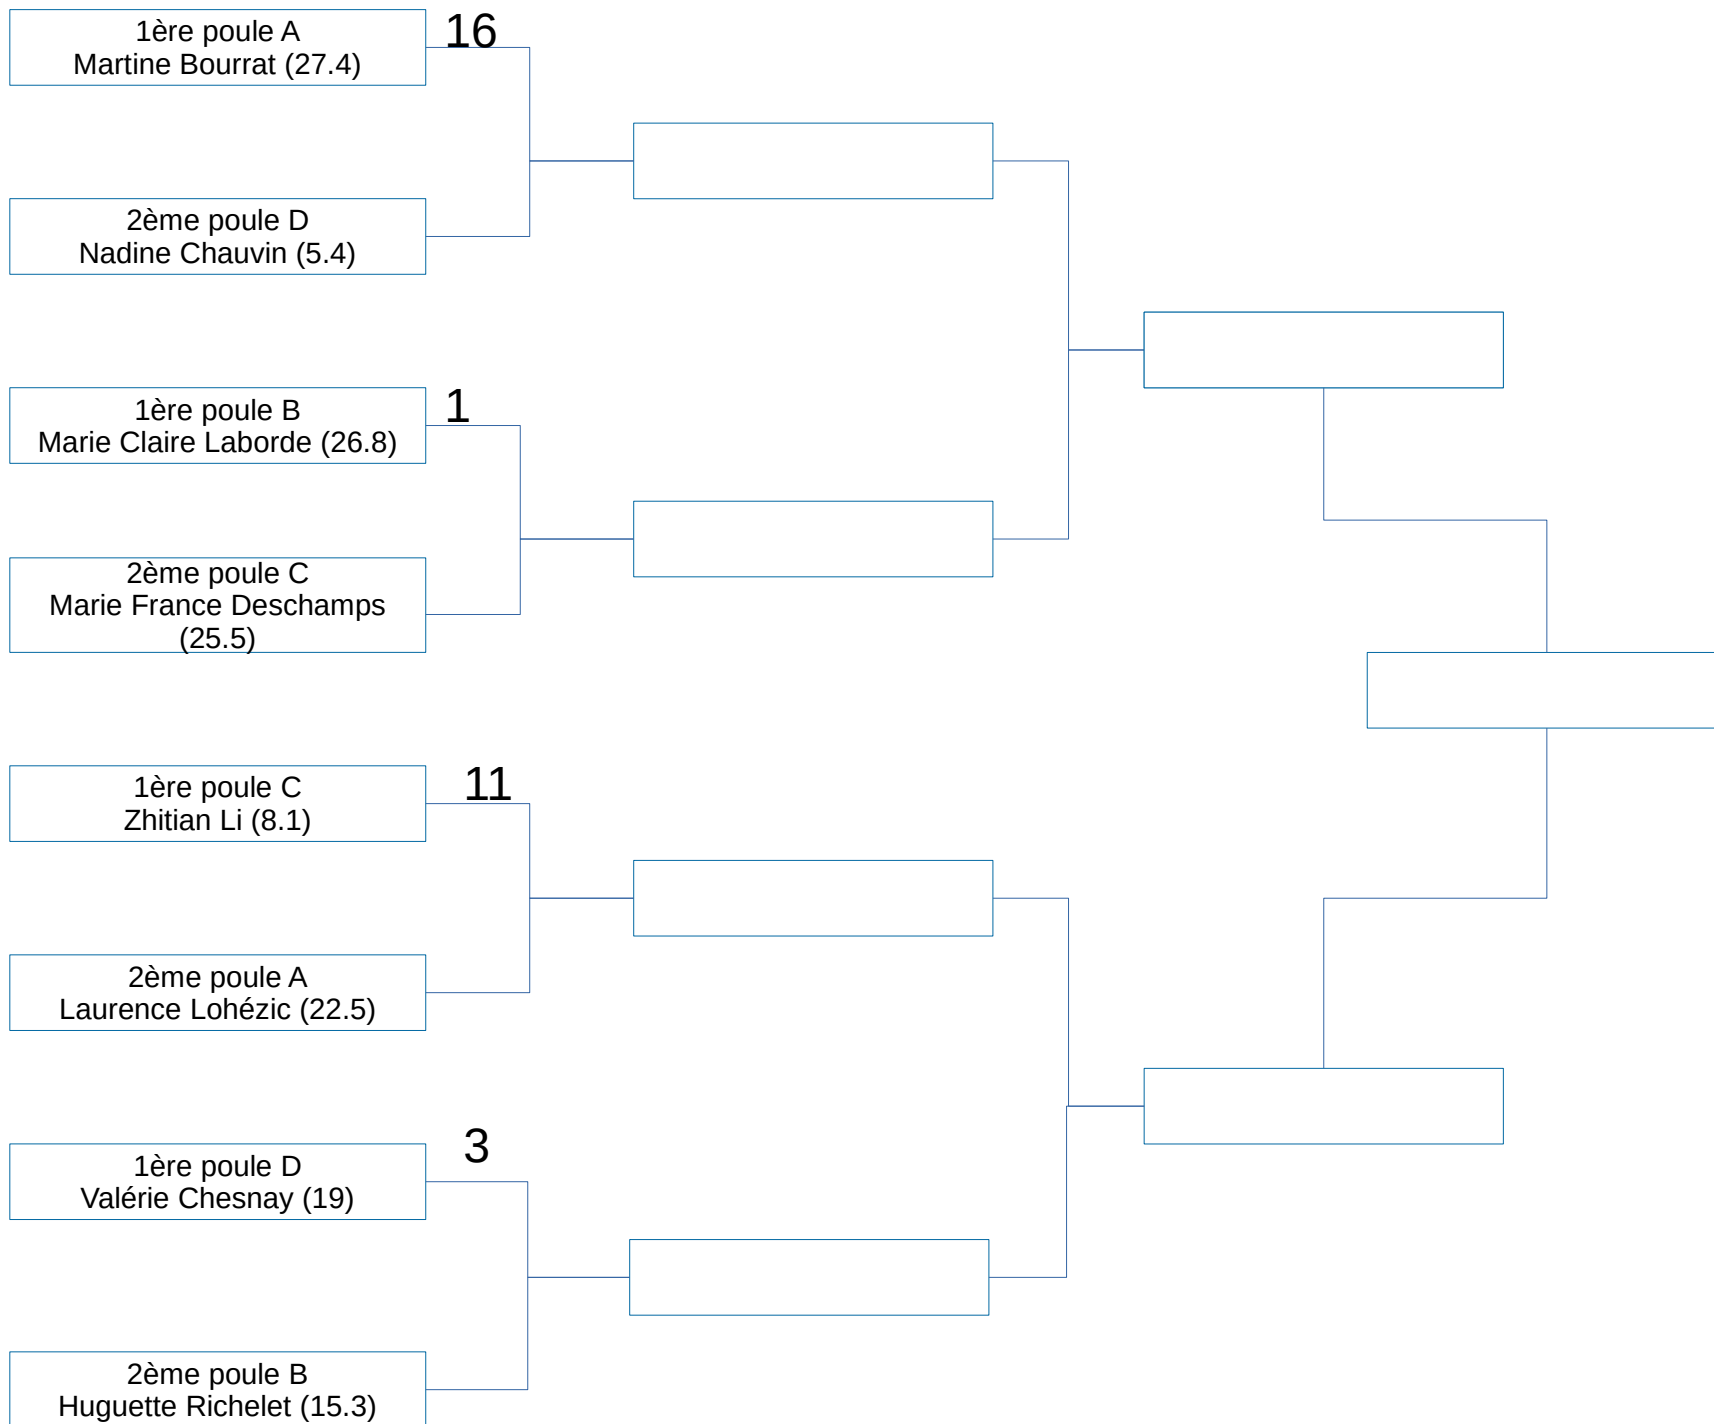 1ère poule A
Martine Bourrat (27.4)
16
2ème poule D
Nadine Chauvin (5.4)
1ère poule B
Marie Claire Laborde (26.8)
1
2ème poule C
Marie France Deschamps
(25.5)
1ère poule C
Zhitian Li (8.1)
11
2ème poule A
Laurence Lohézic (22.5)
1ère poule D
Valérie Chesnay (19)
3
2ème poule B
Huguette Richelet (15.3)